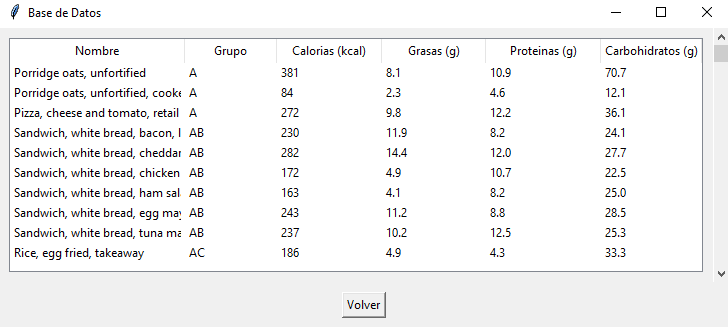 Base de Datos
Nombre Grupo Calorias (kcal) Grasas (g) Proteinas (g) Carbohidratos (g)
Porridge oats, unfortified A 381 8.1 10.9 70.7
Porridge oats, unfortified, cooke A 84 2.3 4.6 12.1
Pizza, cheese and tomato, retail A 272 9.8 12.2 36.1
Sandwich, white bread, bacon, l AB 230 11.9 8.2 24.1
Sandwich, white bread, cheddar AB 282 14.4 12.0 27.7
Sandwich, white bread, chicken AB 172 4.9 10.7 22.5
Sandwich, white bread, ham sal AB 163 4.1 8.2 25.0
Sandwich, white bread, egg may AB 243 11.2 8.8 28.5
Sandwich, white bread, tuna ma AB 237 10.2 12.5 25.3
Rice, egg fried, takeaway AC 186 4.9 4.3 33.3
Volver